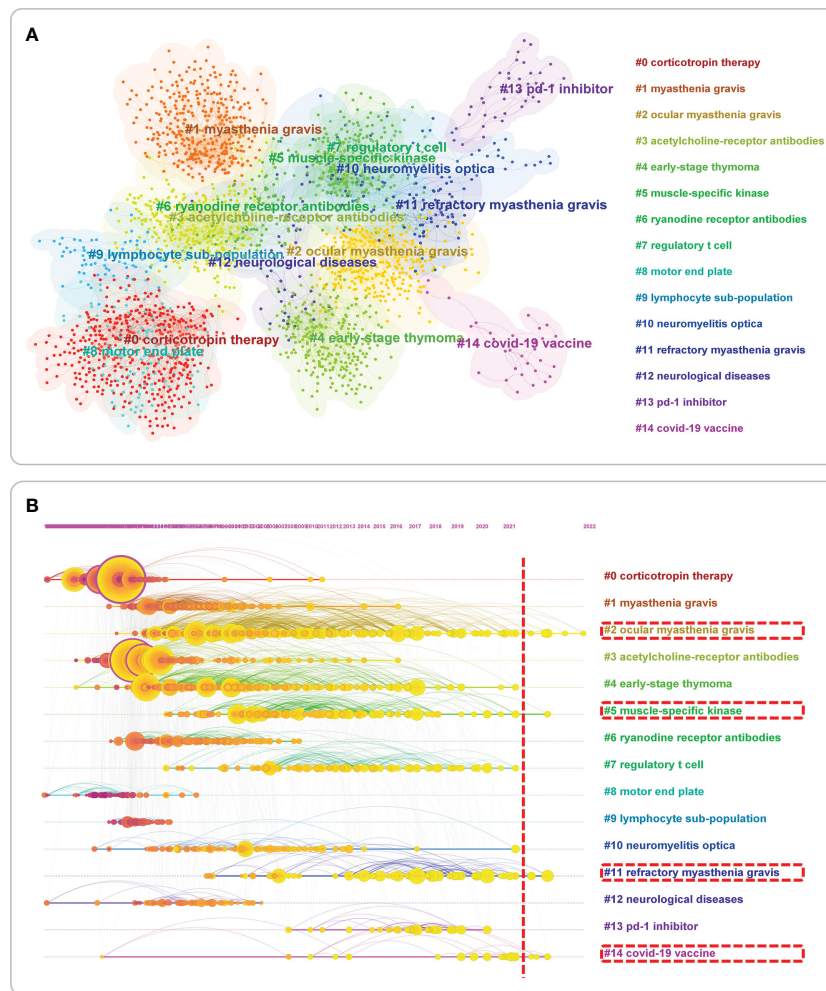 A
#0 corticotropin therapy
#1 myasthenia gravis
#2 ocular myasthenia gravis
#3 acetylcholine-receptor antibodies
#4 early-stage thymoma
#5 muscle-specific kinase
#6 ryanodine receptor antibodies
#7 regulatory t cell
#8 motor end plate
#9 lymphocyte sub-population
#10 neuromyelitis optica
#11 refractory myasthenia gravis
#12 neurological diseases
#13 pd-1 inhibitor
#14 covid-19 vaccine
#13 pd-1 inhibitor
#1 myasthenia gravis
#7 regulatory t cell
#5 muscle-specific kinase
#10 neuromyelitis optica
#6 ryanodine receptor antibodies
#11 refractory myasthenia gravis
#3 acetylcholine-receptor antibodies
#9 lymphocyte sub-population
#2 ocular myasthenia gravis
#12 neurological diseases
#0 corticotropin therapy
#4 early-stage thymoma
#14 covid-19 vaccine
#8 motor end plate
B
2007 2008 2009 2010 2011 2012 2013 2014 2015 2016 2017 2018 2019 2020 2021 2022
#0 corticotropin therapy
#1 myasthenia gravis
#2 ocular myasthenia gravis
#3 acetylcholine-receptor antibodies
#4 early-stage thymoma
#5 muscle-specific kinase
#6 ryanodine receptor antibodies
#7 regulatory t cell
#8 motor end plate
#9 lymphocyte sub-population
#10 neuromyelitis optica
#11 refractory myasthenia gravis
#12 neurological diseases
#13 pd-1 inhibitor
#14 covid-19 vaccine